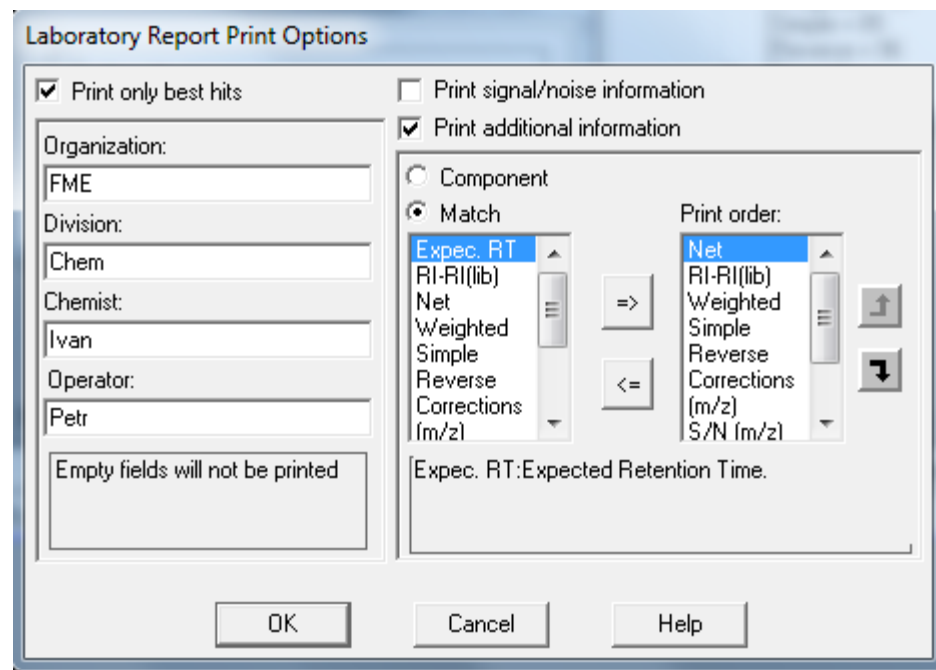 Laboratory Report Print Options
Print only best hits
Print signal/noise information
Print additional information
Organization:
FME
Division:
Chem
Chemist:
Ivan
Operator:
Petr
Empty fields will not be printed
Component
Match
Expec. RT
RI-RI(lib)
Net
Weighted
Simple
Reverse
Corrections
(m/z)
=>
<=
Print order:
Net
RI-RI(lib)
Weighted
Simple
Reverse
Corrections
(m/z)
S/N (m/z)
Expec. RT:Expected Retention Time.
OK
Cancel
Help